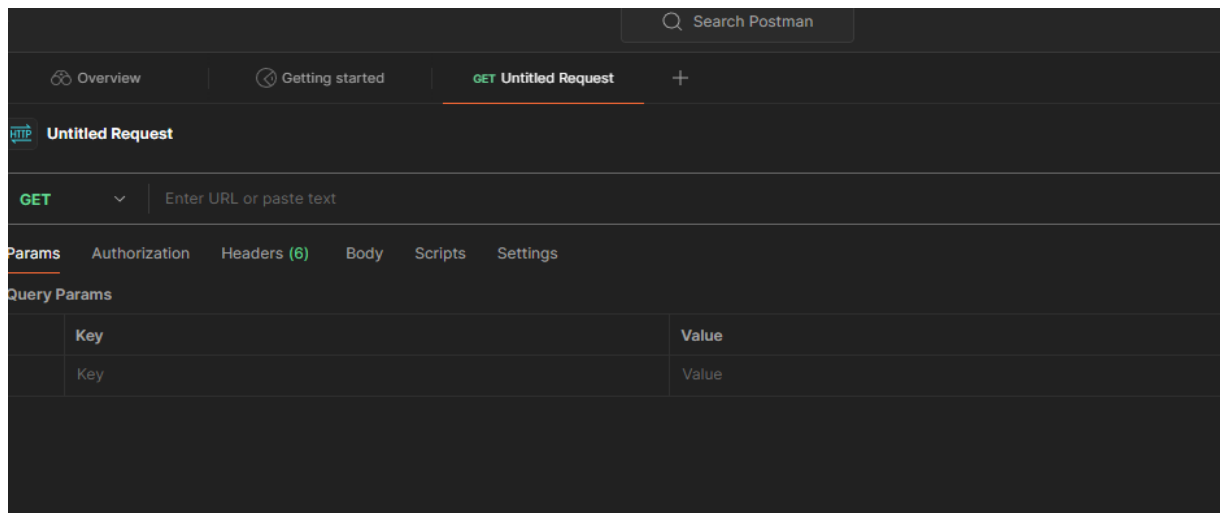 Search Postman
Overview Getting started GET Untitled Request
HTTP Untitled Request
GET Enter URL or paste text
Params Authorization Headers (6) Body Scripts Settings
Query Params
Key Value
Key Value